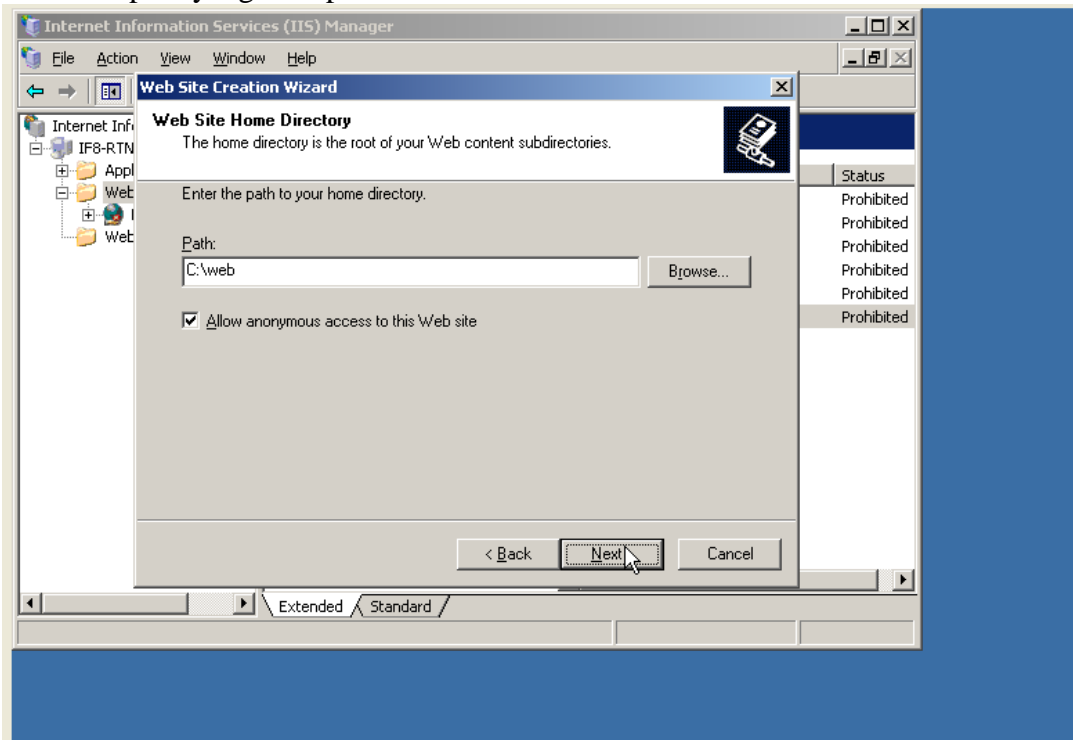 Internet Information Services (IIS) Manager
File Action View Window Help
Web Site Creation Wizard
Web Site Home Directory
The home directory is the root of your Web content subdirectories.
Internet Inf
IF8-RTN
Appl
Web
Web
Enter the path to your home directory.
Path:
C:\web
Browse...
Allow anonymous access to this Web site
Status
Prohibited
Prohibited
Prohibited
Prohibited
Prohibited
Prohibited
< Back Next Cancel
Extended Standard